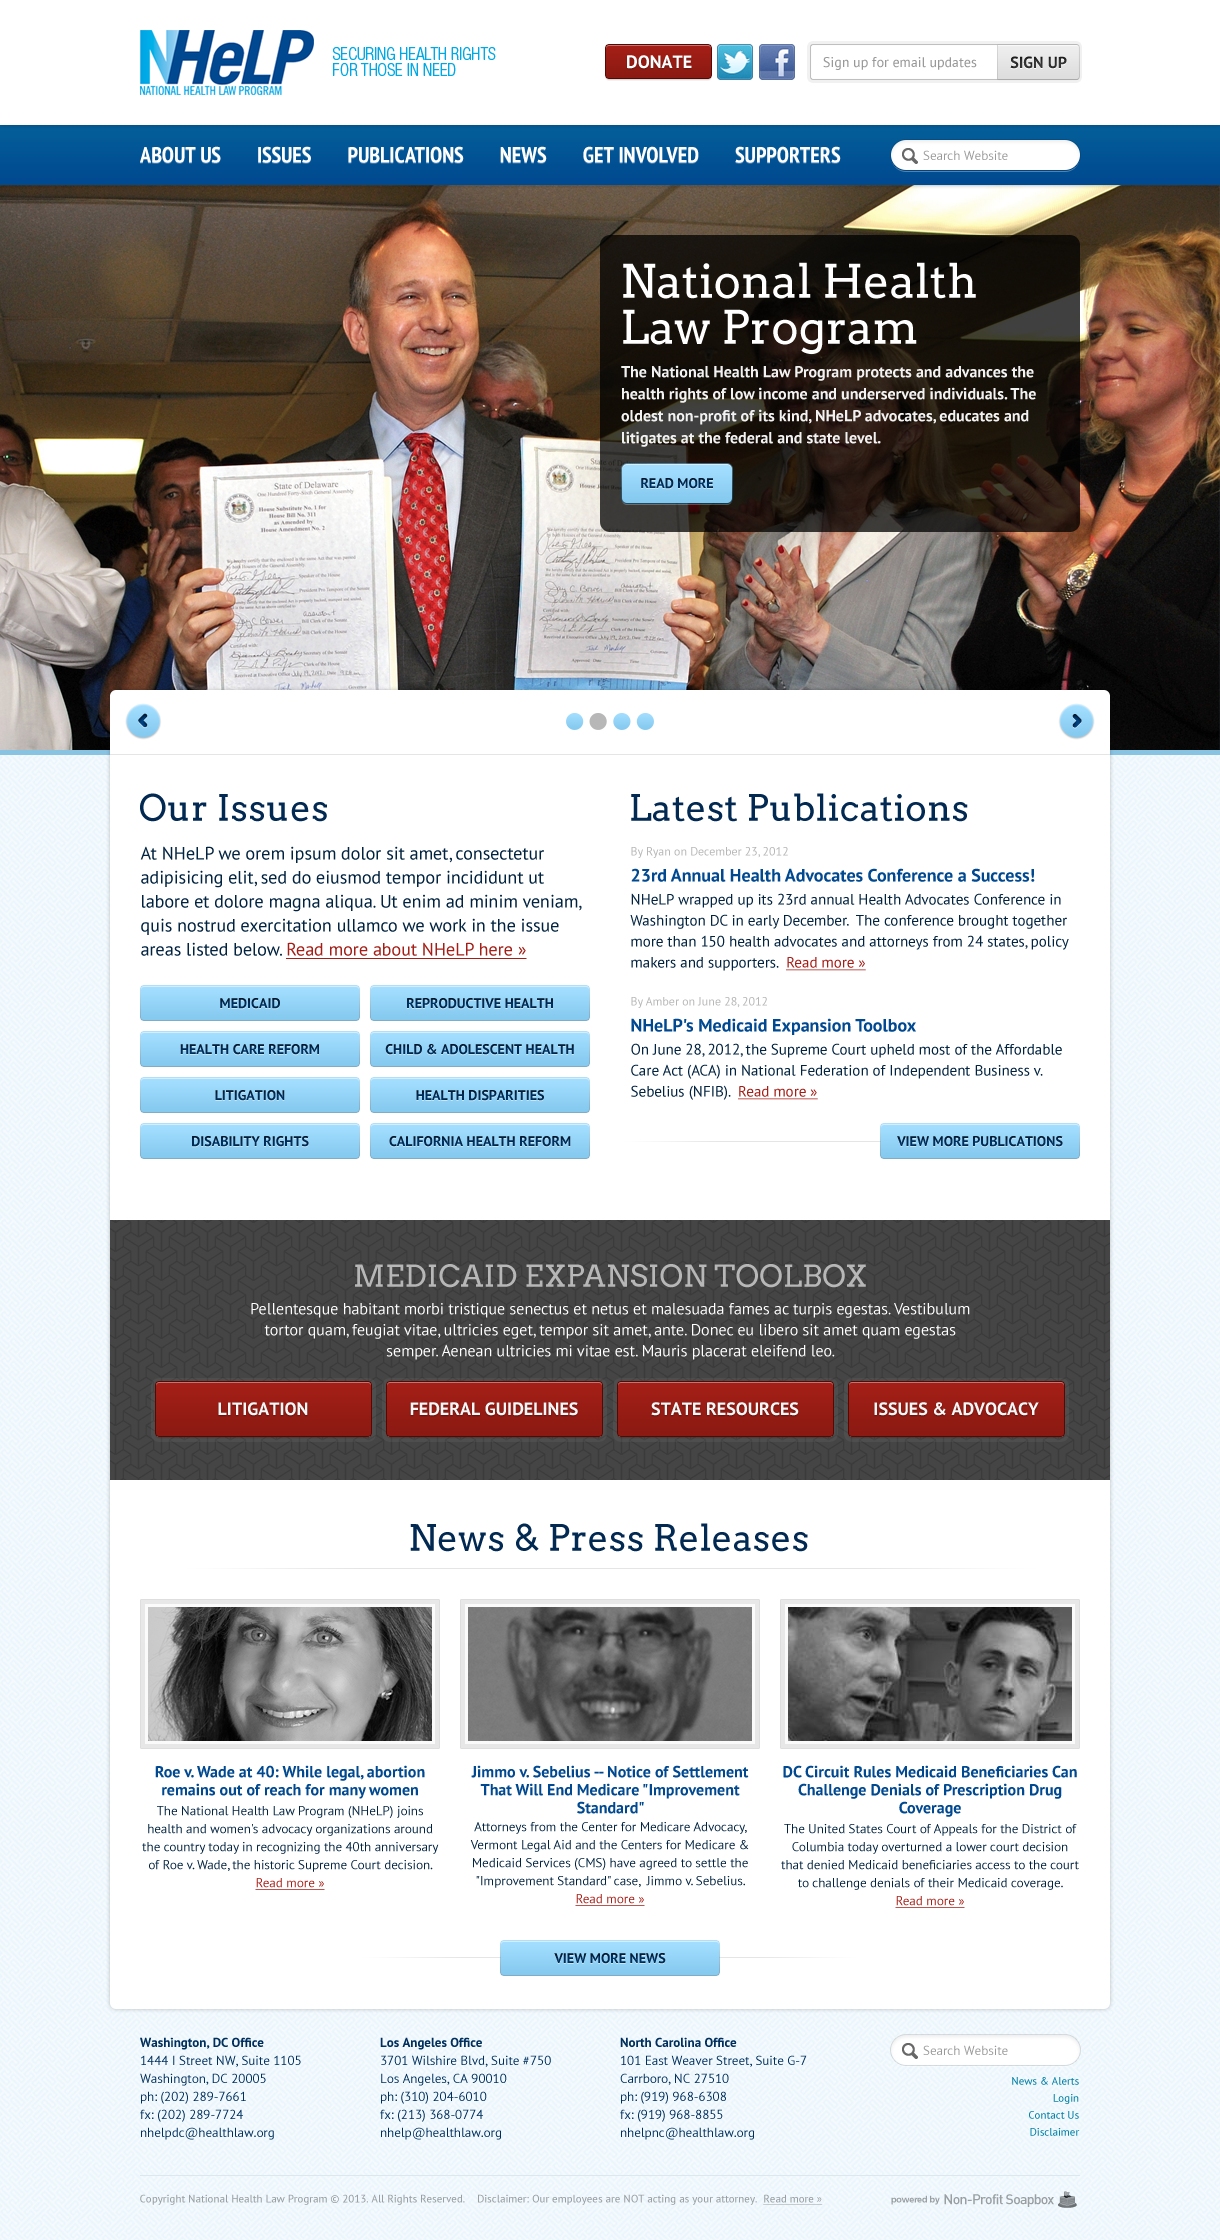 NHeLP
NATIONAL HEALTH LAW PROGRAM
SECURING HEALTH RIGHTS
FOR THOSE IN NEED
DONATE
f
Sign up for email updates
SIGN UP
ABOUT US
ISSUES
PUBLICATIONS
NEWS
GET INVOLVED
SUPPORTERS
Search Website
National Health
Law Program
The National Health Law Program protects and advances the
health rights of low income and underserved individuals. The
oldest non-profit of its kind, NHeLP advocates, educates and
litigates at the federal and state level.
READ MORE
State of Delaware
One Hundred Forty-Sixth General Assembly
House Substitute No. 1 for
House Bill No. 311
as Amended by
House Amendment No. 2
Our Issues
At NHeLP we orem ipsum dolor sit amet, consectetur
adipisicing elit, sed do eiusmod tempor incididunt ut
labore et dolore magna aliqua. Ut enim ad minim veniam,
quis nostrud exercitation ullamco we work in the issue
areas listed below. Read more about NHeLP here »
MEDICAID
REPRODUCTIVE HEALTH
HEALTH CARE REFORM
CHILD & ADOLESCENT HEALTH
LITIGATION
HEALTH DISPARITIES
DISABILITY RIGHTS
CALIFORNIA HEALTH REFORM
Latest Publications
By Ryan on December 23, 2012
23rd Annual Health Advocates Conference a Success!
NHeLP wrapped up its 23rd annual Health Advocates Conference in
Washington DC in early December. The conference brought together
more than 150 health advocates and attorneys from 24 states, policy
makers and supporters. Read more »
By Amber on June 28, 2012
NHeLP's Medicaid Expansion Toolbox
On June 28, 2012, the Supreme Court upheld most of the Affordable
Care Act (ACA) in National Federation of Independent Business v.
Sebelius (NFIB). Read more »
VIEW MORE PUBLICATIONS
MEDICAID EXPANSION TOOLBOX
Pellentesque habitant morbi tristique senectus et netus et malesuada fames ac turpis egestas. Vestibulum
tortor quam, feugiat vitae, ultricies eget, tempor sit amet, ante. Donec eu libero sit amet quam egestas
semper. Aenean ultricies mi vitae est. Mauris placerat eleifend leo.
LITIGATION
FEDERAL GUIDELINES
STATE RESOURCES
ISSUES & ADVOCACY
News & Press Releases
Roe v. Wade at 40: While legal, abortion
remains out of reach for many women
The National Health Law Program (NHeLP) joins
health and women's advocacy organizations around
the country today in recognizing the 40th anniversary
of Roe v. Wade, the historic Supreme Court decision.
Read more »
Jimmo v. Sebelius -- Notice of Settlement
That Will End Medicare "Improvement
Standard"
Attorneys from the Center for Medicare Advocacy,
Vermont Legal Aid and the Centers for Medicare &
Medicaid Services (CMS) have agreed to settle the
"Improvement Standard" case, Jimmo v. Sebelius.
Read more »
DC Circuit Rules Medicaid Beneficiaries Can
Challenge Denials of Prescription Drug
Coverage
The United States Court of Appeals for the District of
Columbia today overturned a lower court decision
that denied Medicaid beneficiaries access to the court
to challenge denials of their Medicaid coverage.
Read more »
VIEW MORE NEWS
Washington, DC Office
1444 I Street NW, Suite 1105
Washington, DC 20005
ph: (202) 289-7661
fx: (202) 289-7724
nhelpdc@healthlaw.org
Los Angeles Office
3701 Wilshire Blvd, Suite #750
Los Angeles, CA 90010
ph: (310) 204-6010
fx: (213) 368-0774
nhelp@healthlaw.org
North Carolina Office
101 East Weaver Street, Suite G-7
Carrboro, NC 27510
ph: (919) 968-6308
fx: (919) 968-8855
nhelpnc@healthlaw.org
Search Website
News & Alerts
Login
Contact Us
Disclaimer
Copyright National Health Law Program © 2013. All Rights Reserved.
Disclaimer: Our employees are NOT acting as your attorney. Read more »
powered by Non-Profit Soapbox